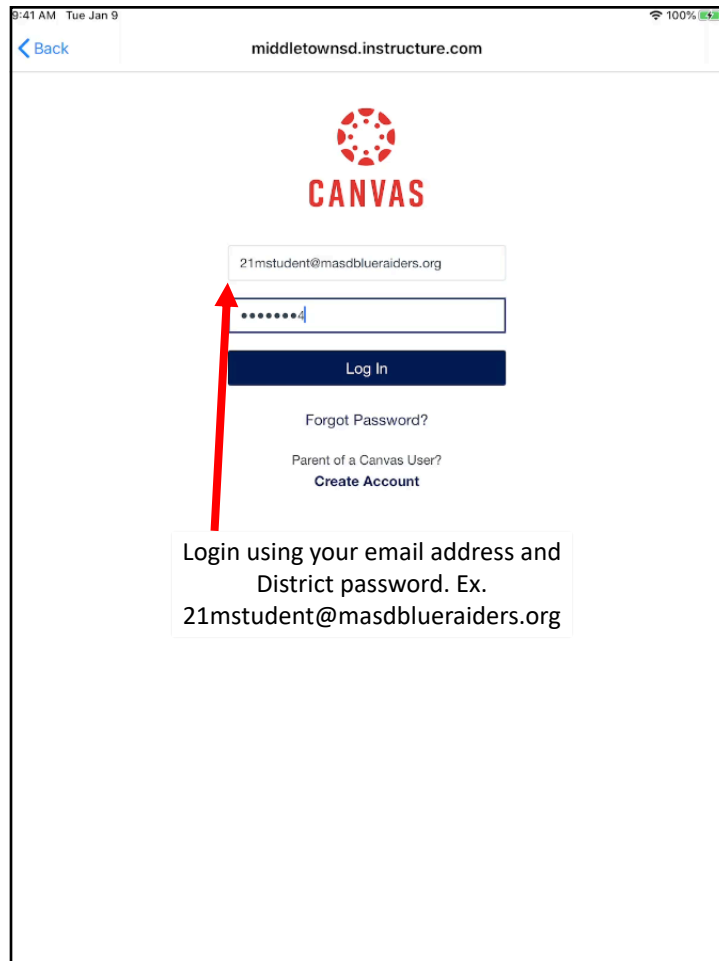 9:41 AM Tue Jan 9 100%
Back middletownsd.instructure.com
CANVAS
21mstudent@masdblueraiders.org
•••••••4
Log In
Forgot Password?
Parent of a Canvas User?
Create Account
Login using your email address and
District password. Ex.
21mstudent@masdblueraiders.org